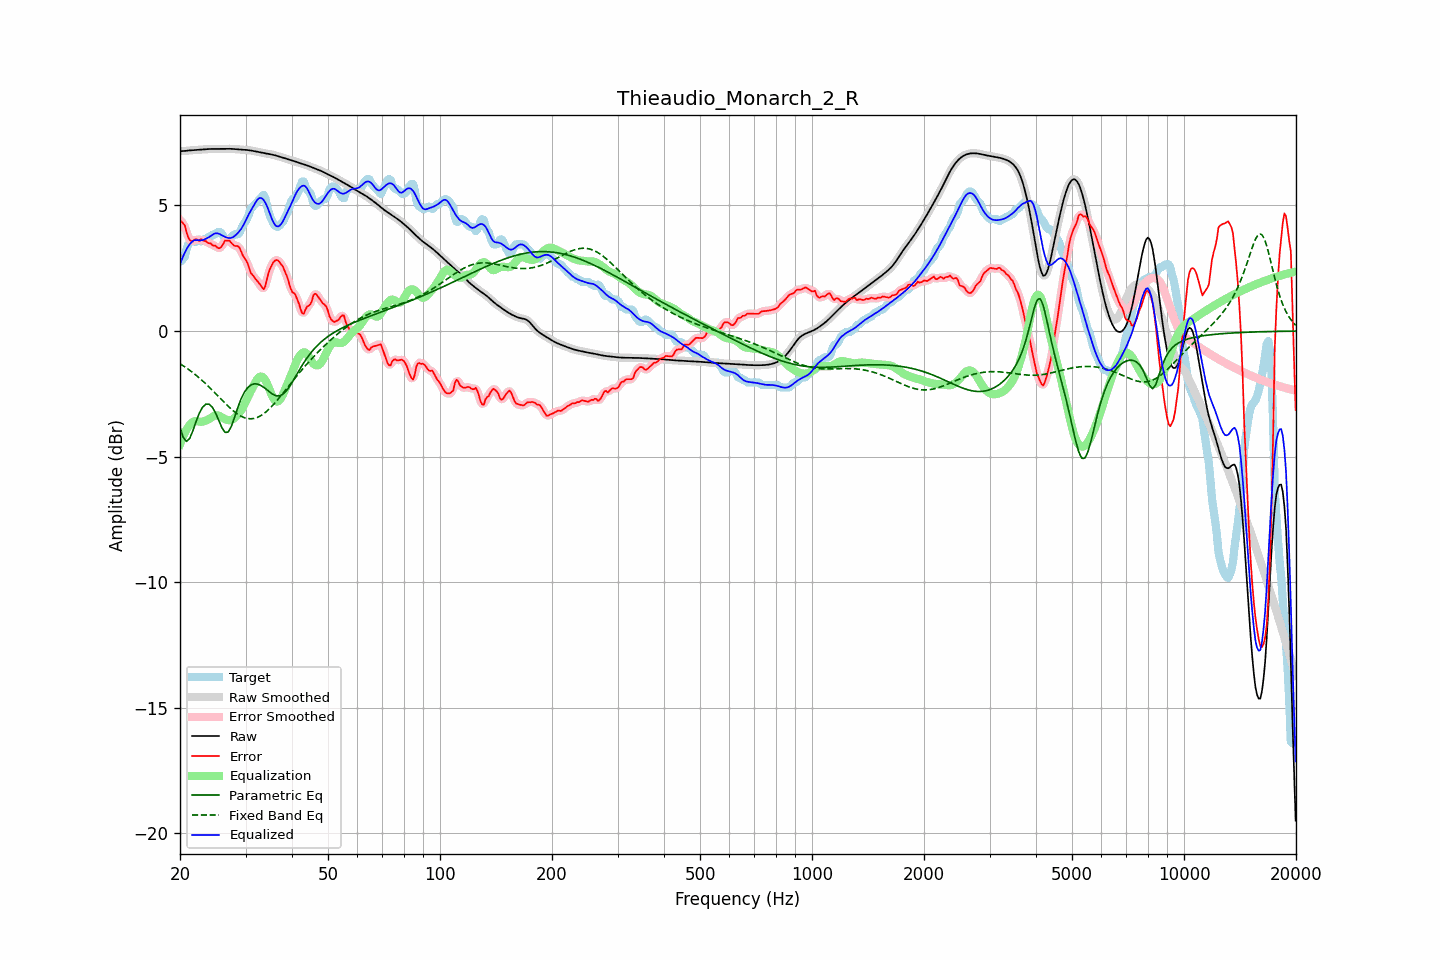 Thieaudio_Monarch_2_R
Amplitude (dBr)
5
0
−5
−10
−15
−20
Target
Raw Smoothed
Error Smoothed
Raw
Error
Equalization
Parametric Eq
Fixed Band Eq
Equalized
20 50 100 200 500 1000 2000 5000 10000 20000
Frequency (Hz)